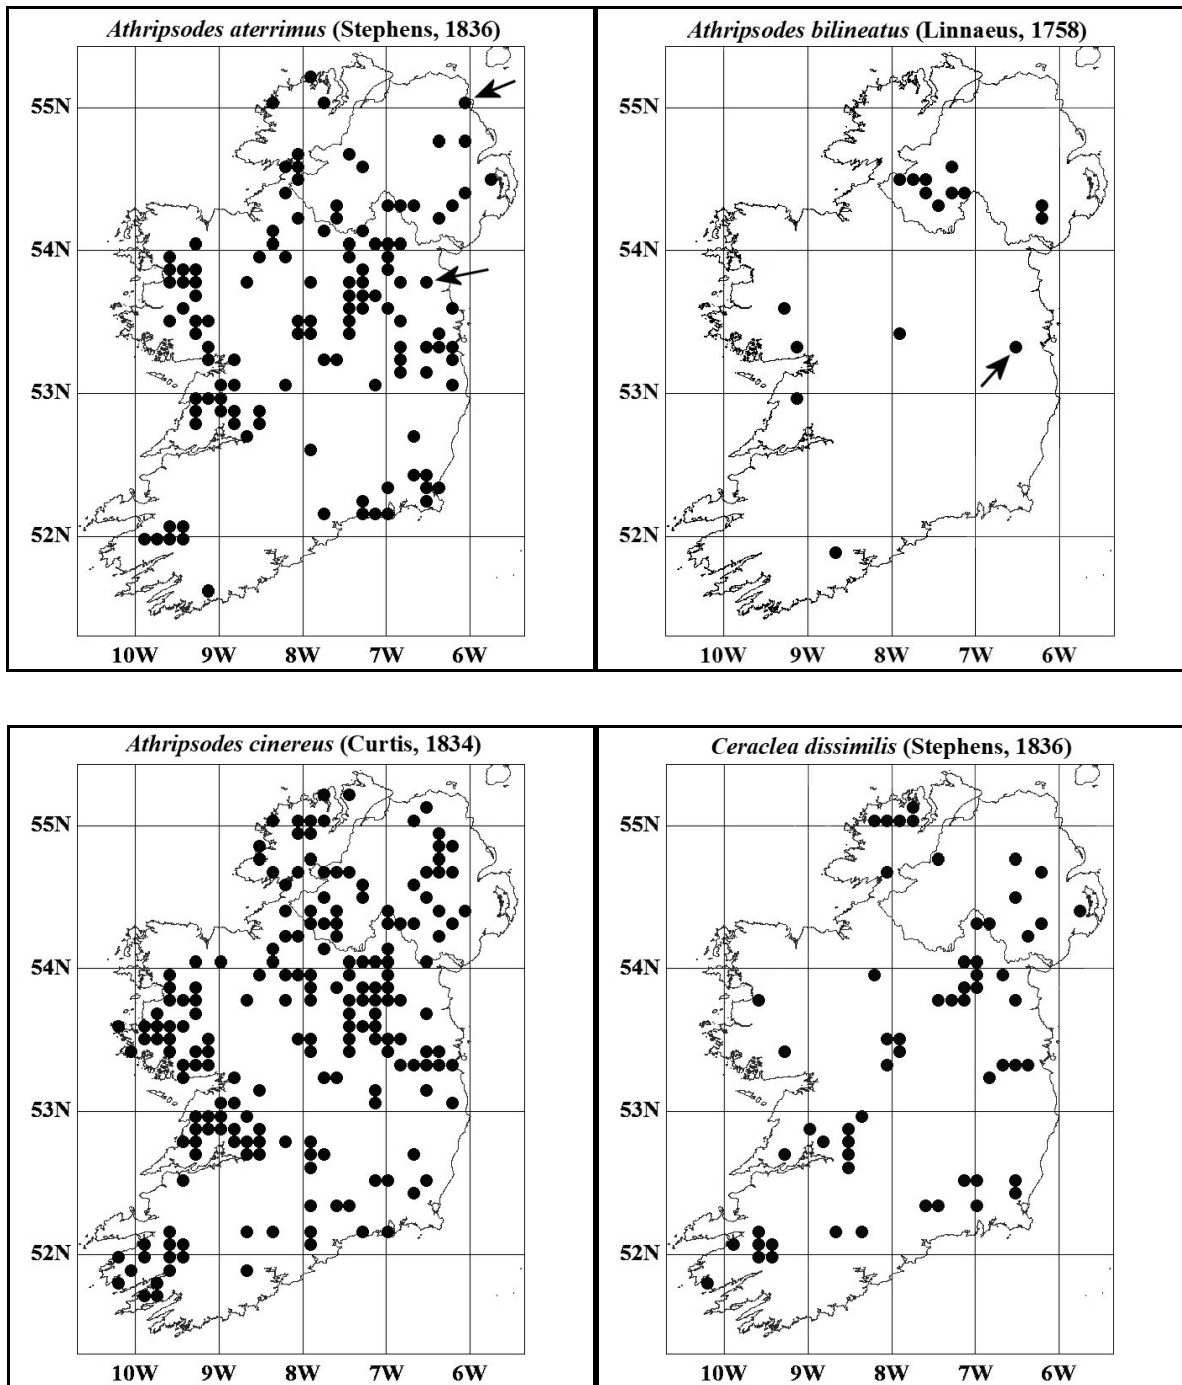 Athripsodes aterrimus (Stephens, 1836)
55N
54N
53N
52N
10W 9W 8W 7W 6W
Athripsodes bilineatus (Linnaeus, 1758)
55N
54N
53N
52N
10W 9W 8W 7W 6W
Athripsodes cinereus (Curtis, 1834)
55N
54N
53N
52N
10W 9W 8W 7W 6W
Ceraclea dissimilis (Stephens, 1836)
55N
54N
53N
52N
10W 9W 8W 7W 6W